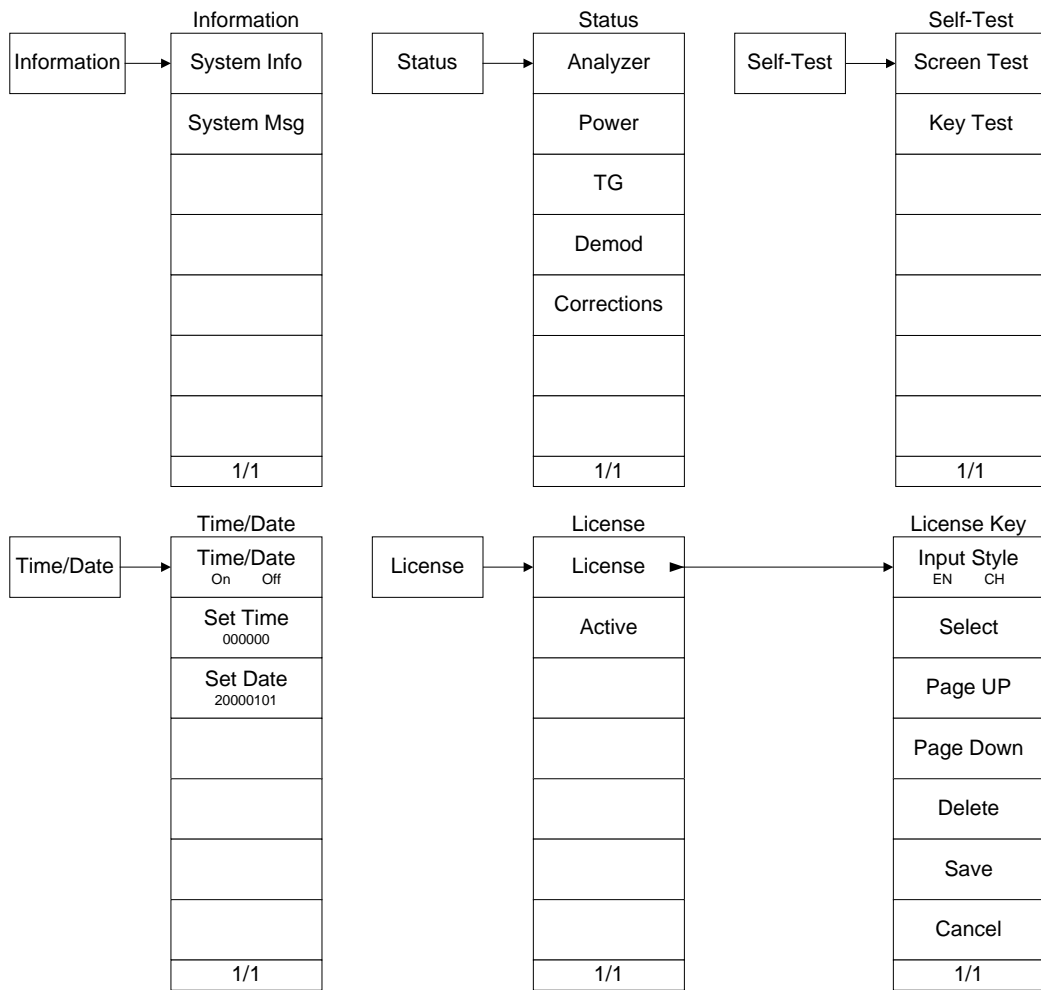 Information
Information
System Info
System Msg
1/1
Status
Status
Analyzer
Power
TG
Demod
Corrections
1/1
Self-Test
Self-Test
Screen Test
Key Test
1/1
Time/Date
Time/Date
Time/Date
On Off
Set Time
000000
Set Date
20000101
1/1
License
License
License
Active
1/1
License Key
Input Style
EN CH
Select
Page UP
Page Down
Delete
Save
Cancel
1/1